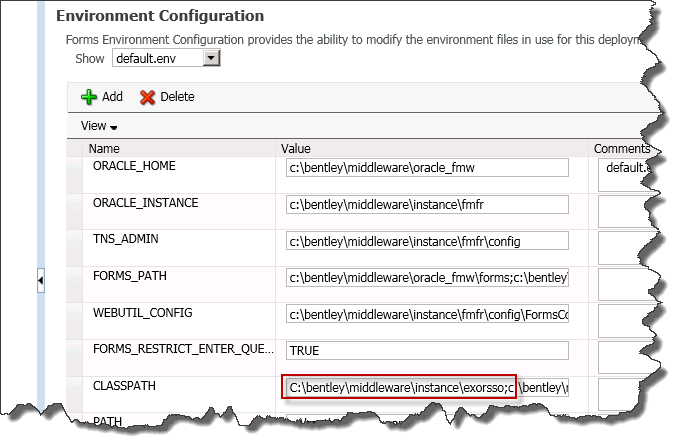 Environment Configuration
Forms Environment Configuration provides the ability to modify the environment files in use for this deploym
Show default.env
Add Delete
View
Name Value Comments
ORACLE_HOME c:\bentley\middleware\oracle_fmw default.e
ORACLE_INSTANCE c:\bentley\middleware\instance\fmfr
TNS_ADMIN c:\bentley\middleware\instance\fmfr\config
FORMS_PATH c:\bentley\middleware\oracle_fmw\forms;c:\bentley\
WEBUTIL_CONFIG c:\bentley\middleware\instance\fmfr\config\FormsCo
FORMS_RESTRICT_ENTER_QUE... TRUE
CLASSPATH C:\bentley\middleware\instance\exorsso;c:\bentley\
PATH